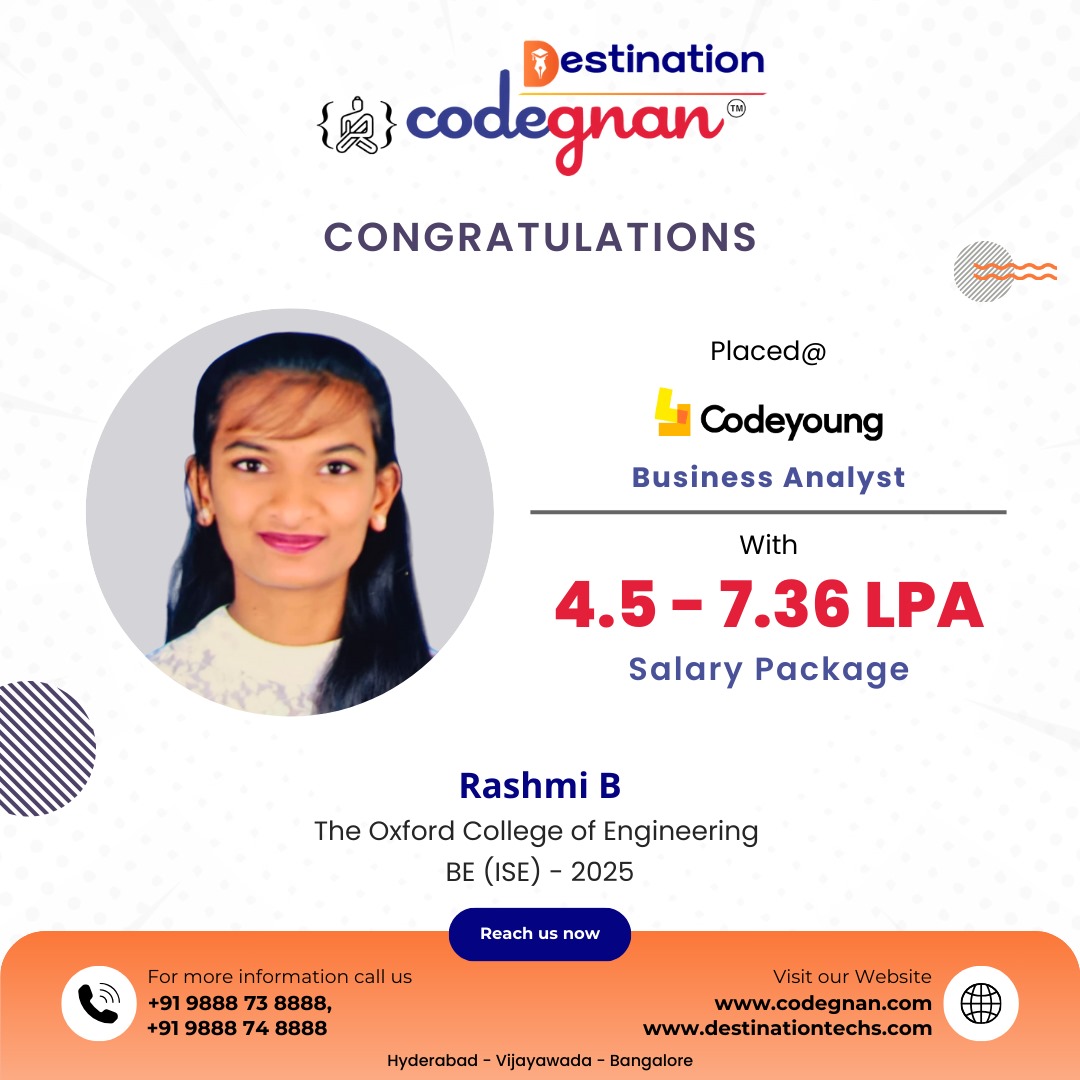 Destination
codegnan TM
CONGRATULATIONS
Placed@
Codeyoung
Business Analyst
With
4.5 - 7.36 LPA
Salary Package
Rashmi B
The Oxford College of Engineering
BE (ISE) - 2025
Reach us now
For more information call us
+91 9888 73 8888,
+91 9888 74 8888
Visit our Website
www.codegnan.com
www.destinationtechs.com
Hyderabad - Vijayawada - Bangalore